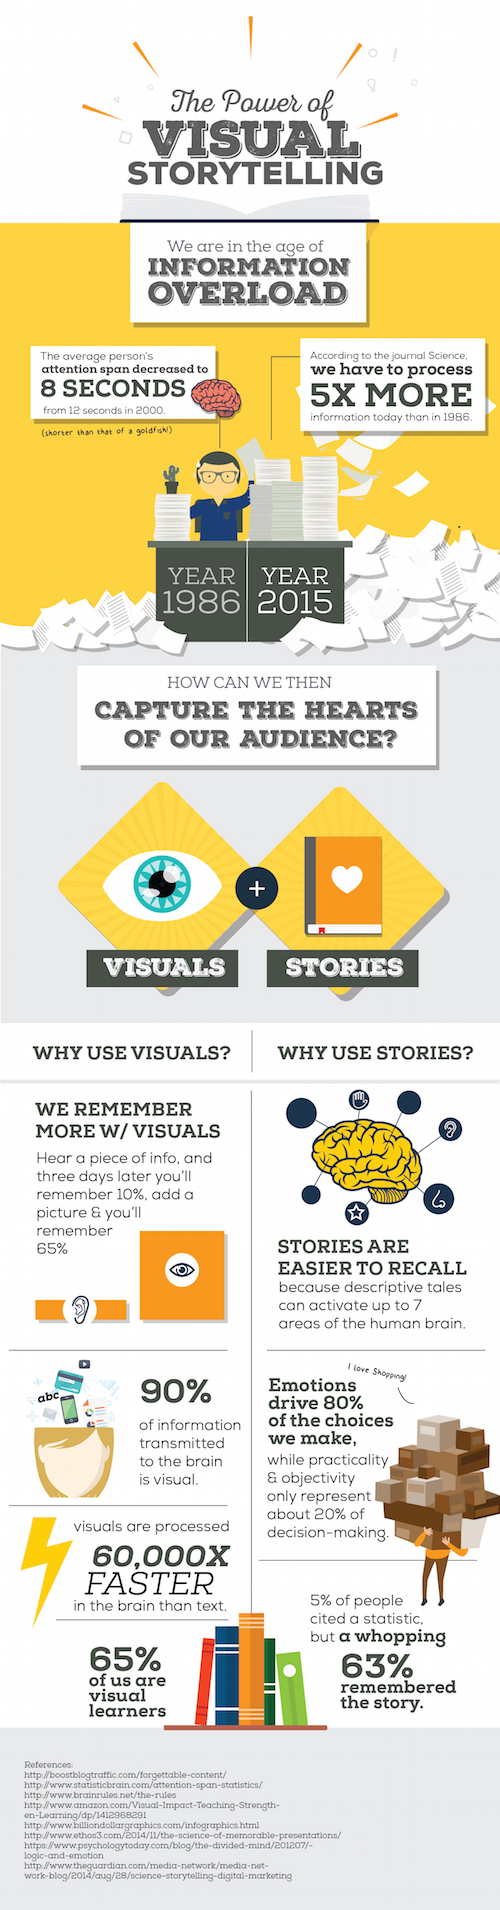 The Power of
VISUAL
STORYTELLING
We are in the age of
INFORMATION
OVERLOAD
The average person's
attention span decreased to
8 SECONDS
from 12 seconds in 2000.
(shorter than that of a goldfish!)
According to the journal Science,
we have to process
5X MORE
information today than in 1986.
YEAR
1986
YEAR
2015
HOW CAN WE THEN
CAPTURE THE HEARTS
OF OUR AUDIENCE?
+
VISUALS
STORIES
WHY USE VISUALS?
WHY USE STORIES?
WE REMEMBER
MORE W/ VISUALS
Hear a piece of info, and
three days later you'll
remember 10%, add a
picture & you'll
remember
65%
STORIES ARE
EASIER TO RECALL
because descriptive tales
can activate up to 7
areas of the human brain.
abc
90%
of information
transmitted
to the brain
is visual.
I love Shopping!
Emotions
drive 80%
of the choices
we make,
while practicality
& objectivity
only represent
about 20% of
decision-making.
visuals are processed
60,000X
FASTER
in the brain than text.
5% of people
cited a statistic,
but a whopping
63%
remembered
the story.
65%
of us are
visual
learners
References:
http://boostblogtraffic.com/forgettable-content/
http://www.statisticbrain.com/attention-span-statistics/
http://www.brainrules.net/the-rules
http://www.amazon.com/Visual-Impact-Teaching-Strength-
en-Learning/dp/1412968291
http://www.billiondollargraphics.com/infographics.html
http://www.ethos3.com/2014/11/the-science-of-memorable-presentations/
https://www.psychologytoday.com/blog/the-divided-mind/201207/-
logic-and-emotion
http://www.theguardian.com/media-network/media-net-
work-blog/2014/aug/28/science-storytelling-digital-marketing